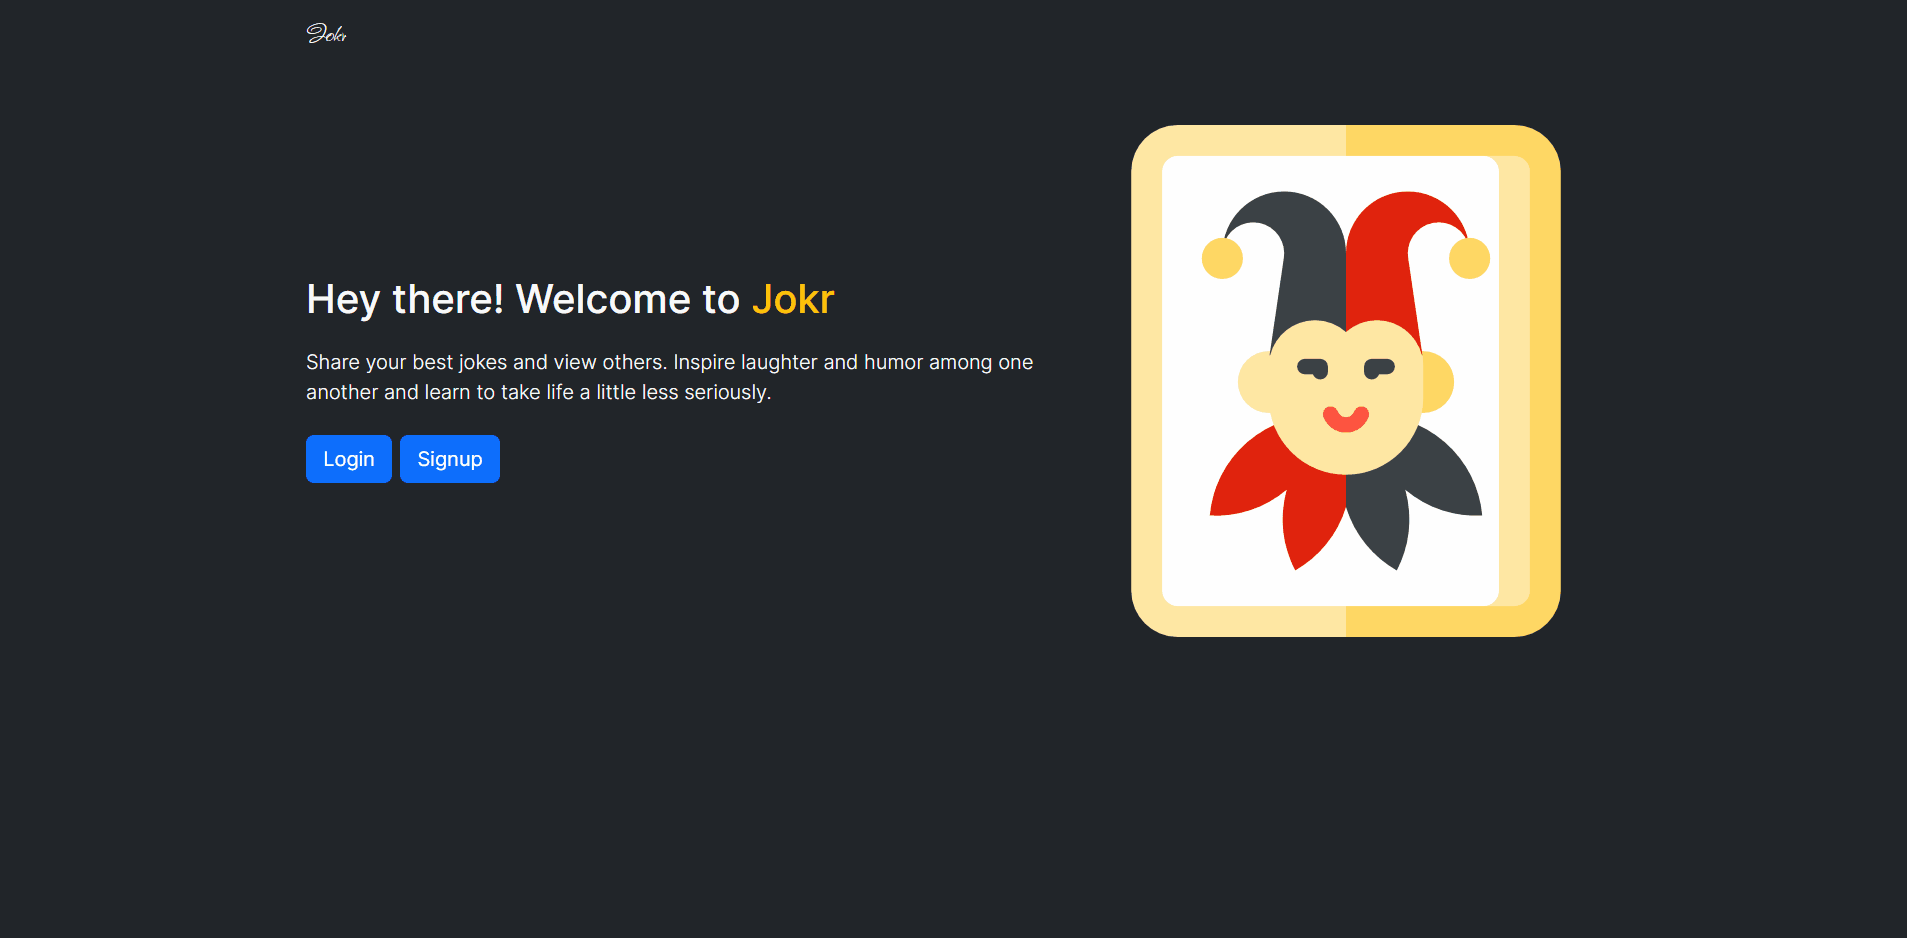 Jokr
Hey there! Welcome to Jokr
Share your best jokes and view others. Inspire laughter and humor among one
another and learn to take life a little less seriously.
Login Signup